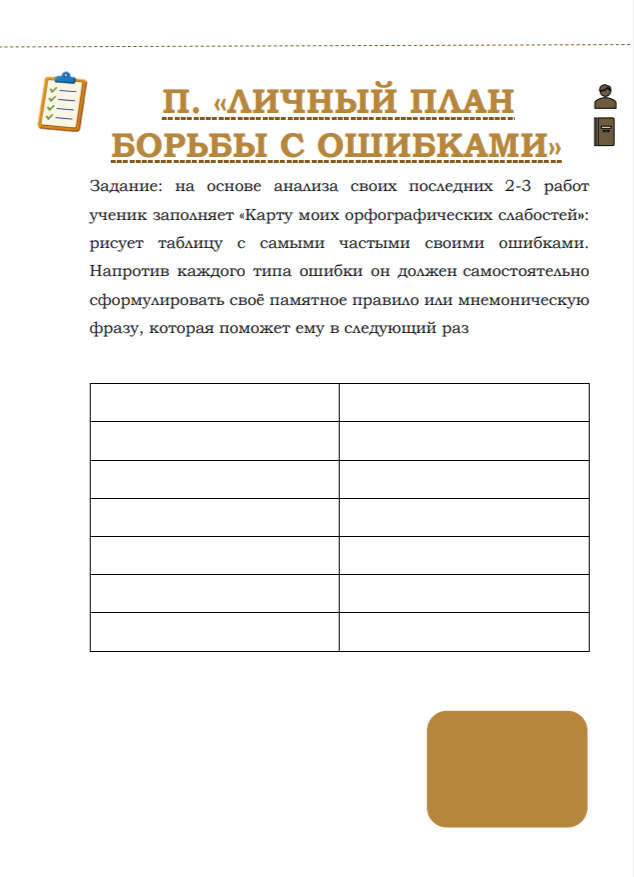 П. «ЛИЧНЫЙ ПЛАН
БОРЬБЫ С ОШИБКАМИ»
Задание: на основе анализа своих последних 2-3 работ
ученик заполняет «Карту моих орфографических слабостей»:
рисует таблицу с самыми частыми своими ошибками.
Напротив каждого типа ошибки он должен самостоятельно
сформулировать своё памятное правило или мнемоническую
фразу, которая поможет ему в следующий раз